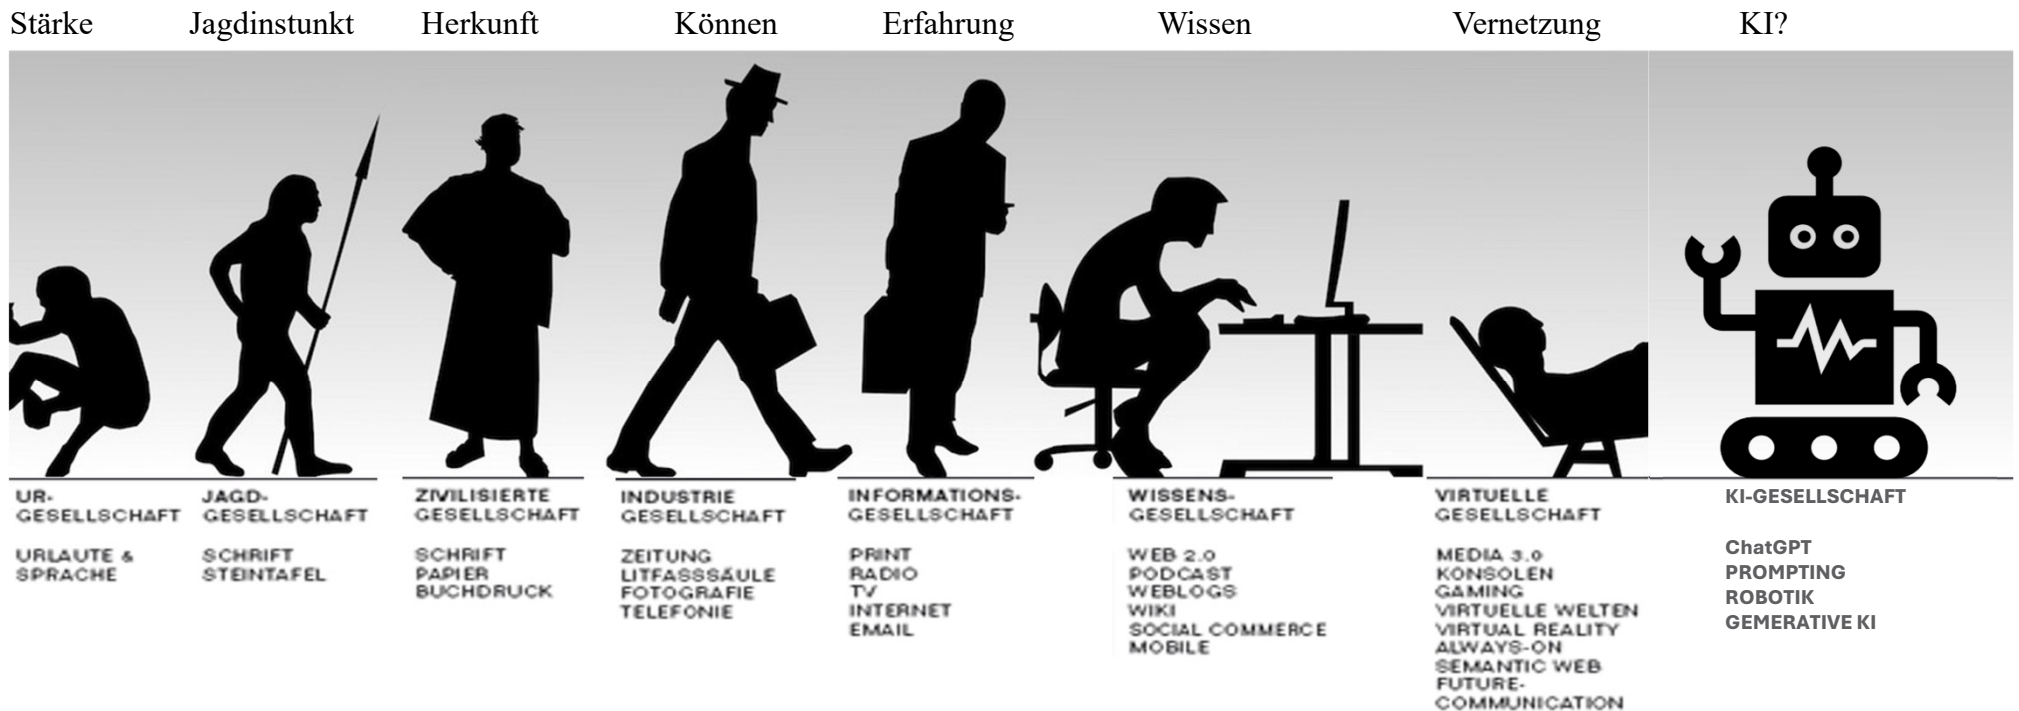 Stärke
Jagdinstunkt
Herkunft
Können
Erfahrung
Wissen
Vernetzung
KI?
UR-
GESELLSCHAFT
URLAUTE &
SPRACHE
JAGD-
GESELLSCHAFT
SCHRIFT
STEINTAFEL
ZIVILISIERTE
GESELLSCHAFT
SCHRIFT
PAPIER
BUCHDRUCK
INDUSTRIE
GESELLSCHAFT
ZEITUNG
LITFASSSÄULE
FOTOGRAFIE
TELEFONIE
INFORMATIONS-
GESELLSCHAFT
PRINT
RADIO
TV
INTERNET
EMAIL
WISSENS-
GESELLSCHAFT
WEB 2.0
PODCAST
WEBLOGS
WIKI
SOCIAL COMMERCE
MOBILE
VIRTUELLE
GESELLSCHAFT
MEDIA 3.0
KONSOLEN
GAMING
VIRTUELLE WELTEN
VIRTUAL REALITY
ALWAYS-ON
SEMANTIC WEB
FUTURE-
COMMUNICATION
KI-GESELLSCHAFT
ChatGPT
PROMPTING
ROBOTIK
GEMERATIVE KI